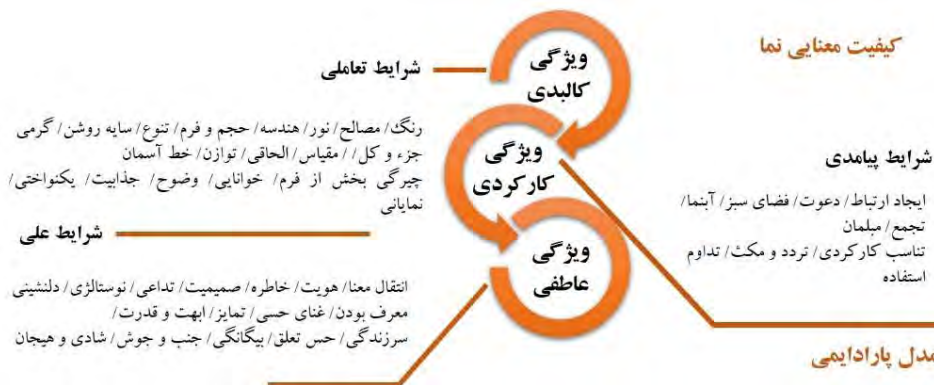 کیفیت معنایی نما
ویژگی
کالبدی
شرایط تعاملی
رنگ/ مصالح/ نور/ هندسه/ حجم و فرم/ تنوع/ سایه روشن/ گرمی
جزء و کل/ / مقیاس/ الحاقی/ توازن/ خط آسمان
چیرگی بخش از فرم/ خوانایی/ وضوح/ جذابیت/ یکنواختی/
نمایانی
ویژگی
کارکردی
شرایط پیامدی
ایجاد ارتباط/ دعوت/ فضای سبز/ آبنما/
تجمع/ مبلمان
تناسب کارکردی/ تردد و مکث/ تداوم
استفاده
شرایط علی
ویژگی
عاطفی
انتقال معنا/ هویت/ خاطره/ صمیمیت/ تداعی/ نوستالژی/ دلنشینی
معرف بودن/ غنای حسی/ تمایز/ ابهت و قدرت/
سرزندگی/ حس تعلق/ بیگانگی/ جنب و جوش/ شادی و هیجان
مدل پارادایمی